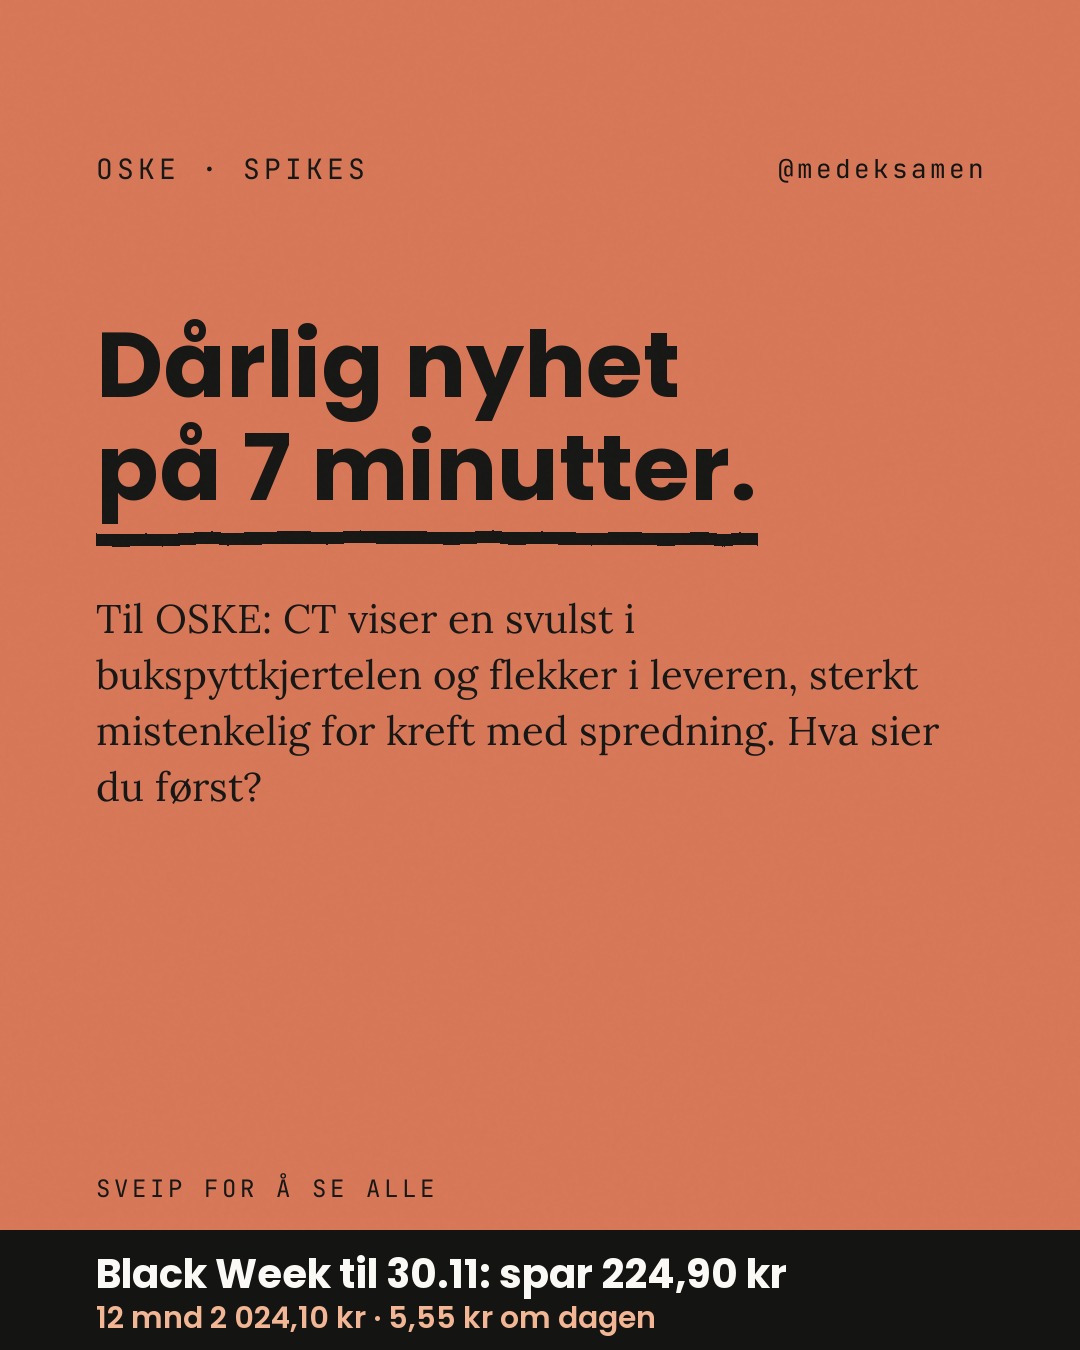 OSKE · SPIKES
@medeksamen
Dårlig nyhet
på 7 minutter.
Til OSKE: CT viser en svulst i
bukspyttkjertelen og flekker i leveren, sterkt
mistenkelig for kreft med spredning. Hva sier
du først?
SVEIP FOR Å SE ALLE
Black Week til 30.11: spar 224,90 kr
12 mnd 2 024,10 kr · 5,55 kr om dagen